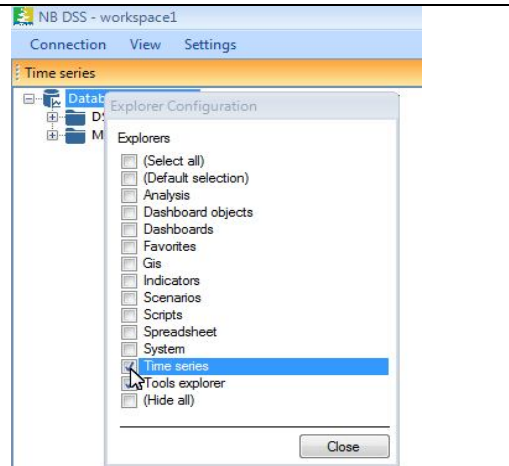 NB DSS - workspace1
Connection View Settings
Time series
Datab
Explorer Configuration
D
M
Explorers
(Select all)
(Default selection)
Analysis
Dashboard objects
Dashboards
Favorites
Gis
Indicators
Scenarios
Scripts
Spreadsheet
System
Time series
Tools explorer
(Hide all)
Close